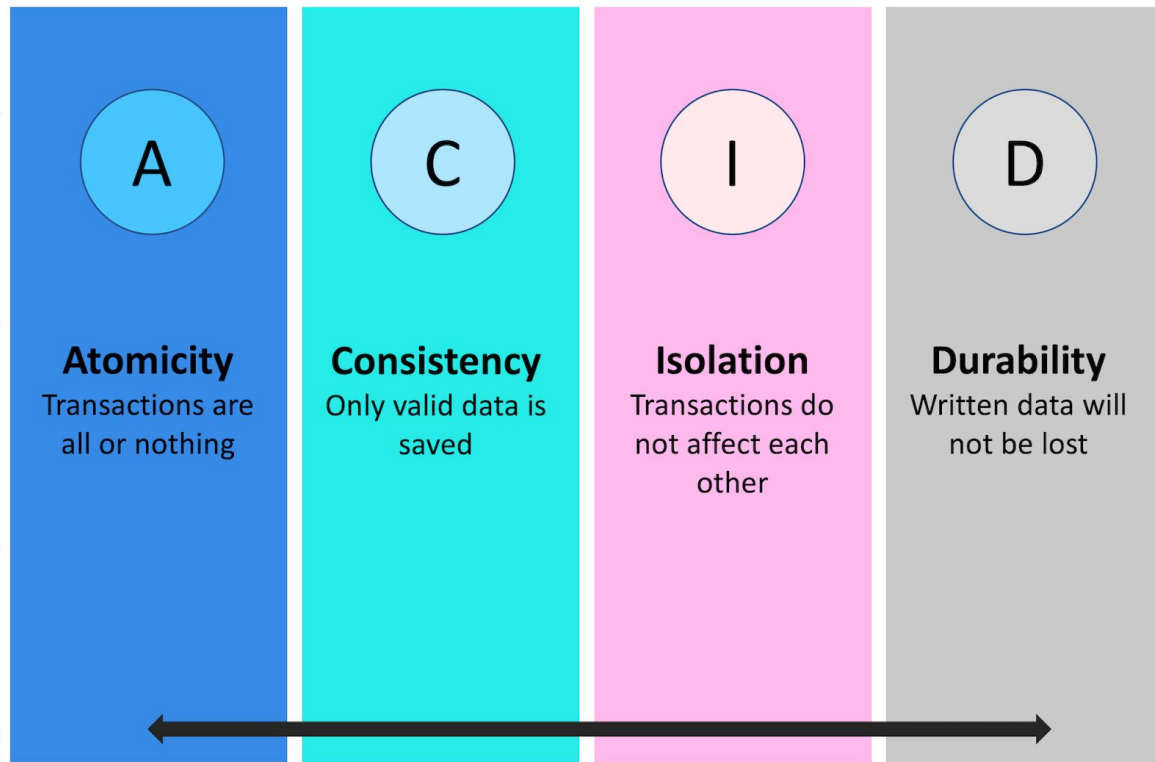 A
C
I
D
Atomicity
Transactions are
all or nothing
Consistency
Only valid data is
saved
Isolation
Transactions do
not affect each
other
Durability
Written data will
not be lost